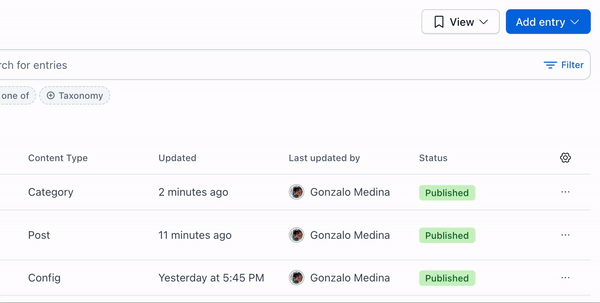 View
Add entry
rch for entries
Filter
one of
Taxonomy
Content Type Updated Last updated by Status
Category 2 minutes ago Gonzalo Medina Published ...
Post 11 minutes ago Gonzalo Medina Published ...
Config Yesterday at 5:45 PM Gonzalo Medina Published ...